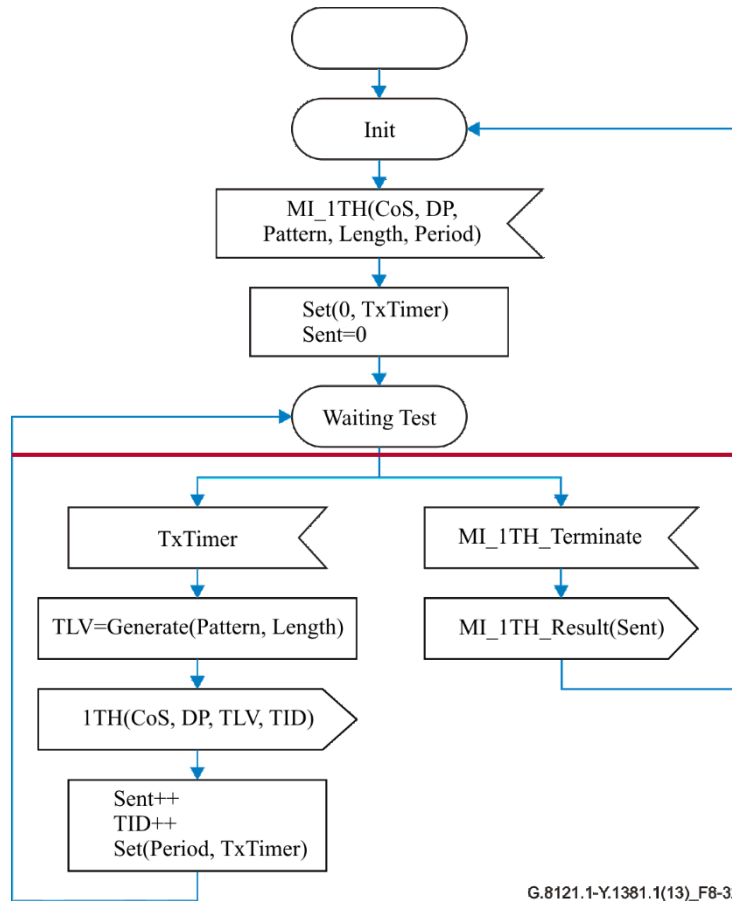 Init
MI_1TH(CoS, DP,
Pattern, Length, Period)
Set(0, TxTimer)
Sent=0
Waiting Test
TxTimer
TLV=Generate(Pattern, Length)
1TH(CoS, DP, TLV, TID)
Sent++
TID++
Set(Period, TxTimer)
MI_1TH_Terminate
MI_1TH_Result(Sent)
G.8121.1-Y.1381.1(13)_F8-32